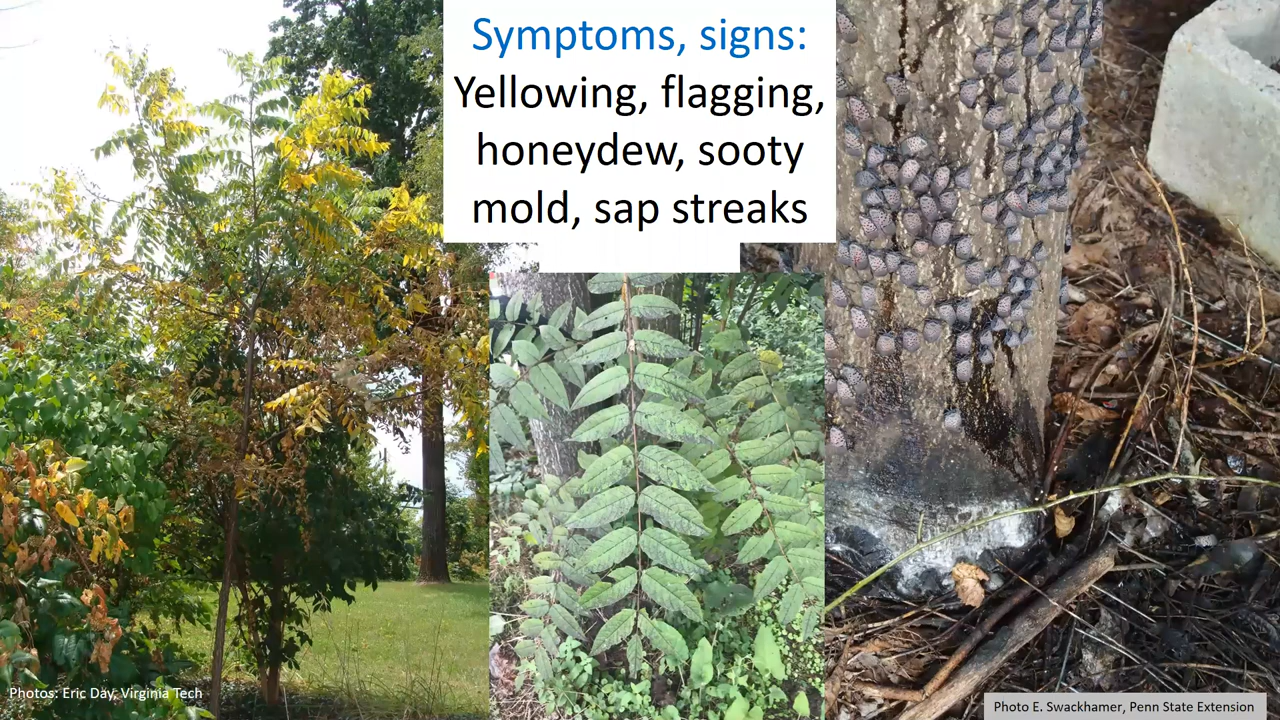 Symptoms, signs:
Yellowing, flagging,
honeydew, sooty
mold, sap streaks
Photos: Eric Day, Virginia Tech
Photo E. Swackhamer, Penn State Extension